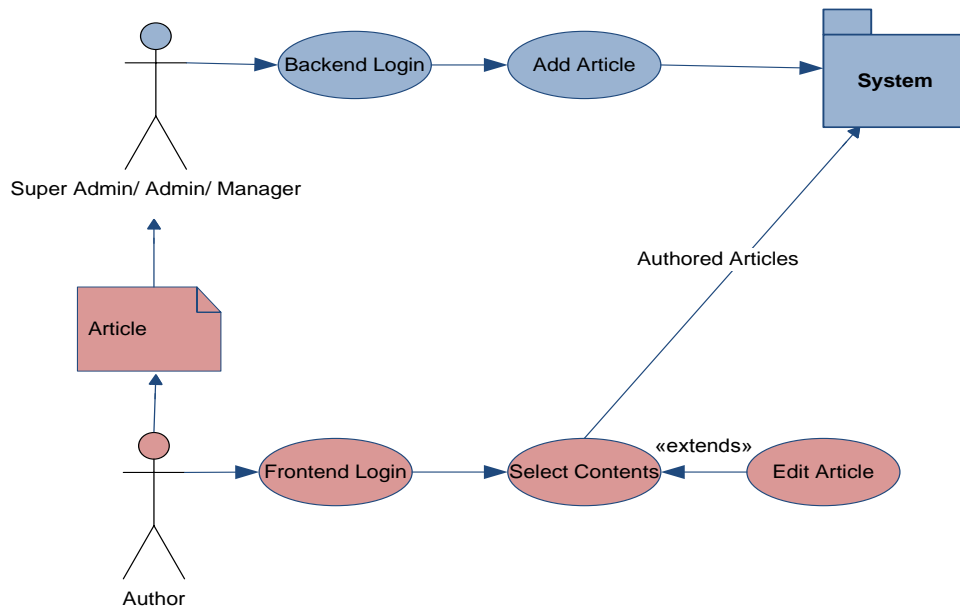 Backend Login
Add Article
System
Super Admin/ Admin/ Manager
Authored Articles
Article
«extends»
Frontend Login
Select Contents
Edit Article
Author